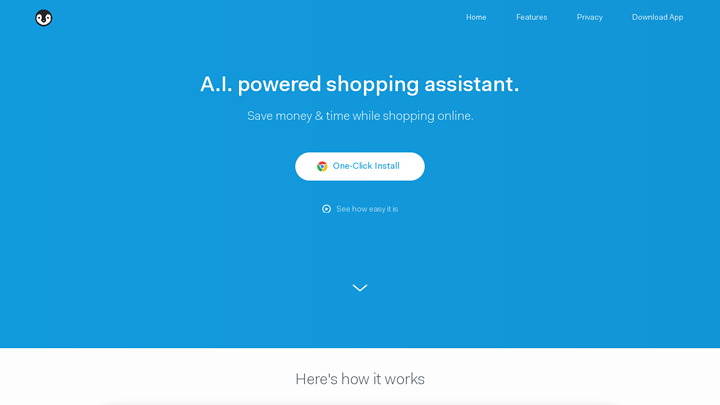 Home Features Privacy Download App
A.I. powered shopping assistant.
Save money & time while shopping online.
One-Click Install
See how easy it is
Here's how it works